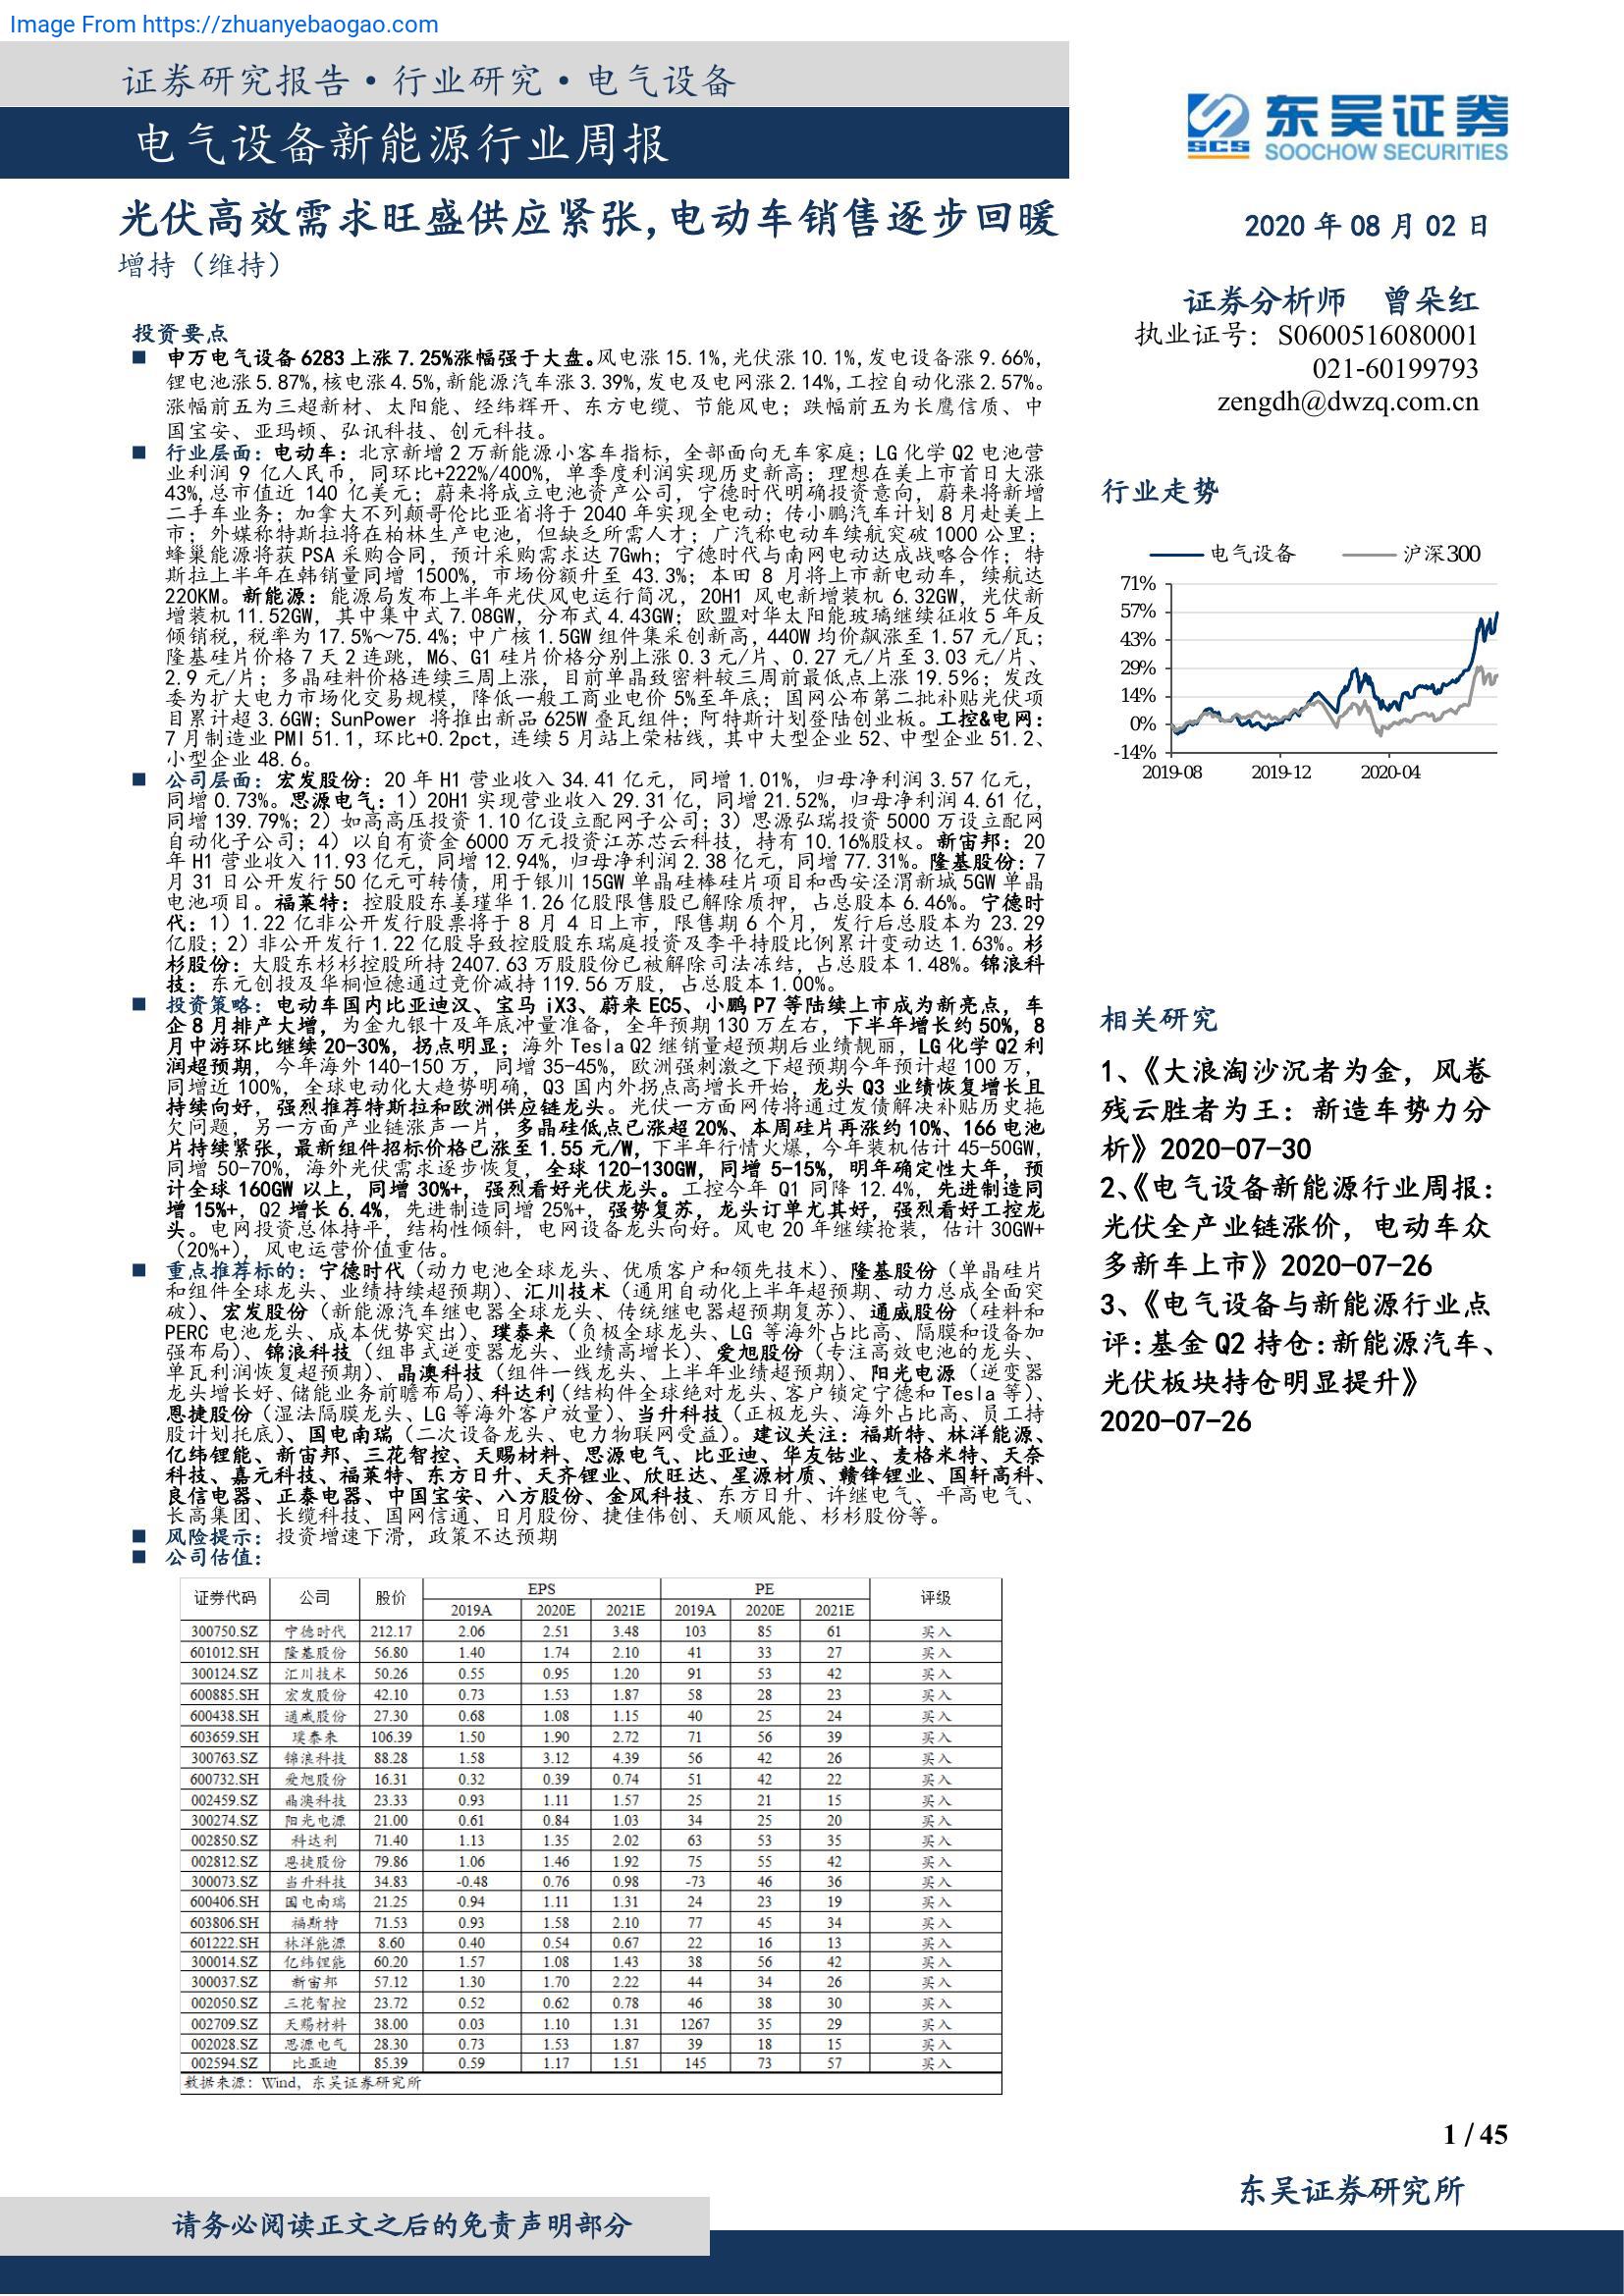 Image From https://zhuanyebaogao.com
证券研究报告·行业研究·电气设备
电气设备新能源行业周报
东吴证券
SCS
SOOCHOW SECURITIES
光伏高效需求旺盛供应紧张,电动车销售逐步回暖
增持（维持）
2020 年 08 月 02 日
证券分析师 曾朵红
执业证号：S0600516080001
021-60199793
zengdh@dwzq.com.cn
投资要点
■ 申万电气设备 6283 上涨 7.25%涨幅强于大盘。风电涨 15.1%,光伏涨 10.1%,发电设备涨 9.66%,
锂电池涨 5.87%,核电涨 4.5%,新能源汽车涨 3.39%,发电及电网涨 2.14%,工控自动化涨 2.57%。
涨幅前五为三超新材、太阳能、经纬辉开、东方电缆、节能风电；跌幅前五为长鹰信质、中
国宝安、亚玛顿、弘讯科技、创元科技。
■ 行业层面：电动车：北京新增 2 万新能源小客车指标，全部面向无车家庭；LG 化学 Q2 电池营
业利润 9 亿人民币，同环比+222%/400%，单季度利润实现历史新高；理想在美上市首日大涨
43%,总市值近 140 亿美元；蔚来将成立电池资产公司，宁德时代明确投资意向，蔚来将新增
二手车业务；加拿大不列颠哥伦比亚省将于 2040 年实现全电动；传小鹏汽车计划 8 月赴美上
市；外媒称特斯拉将在柏林生产电池，但缺乏所需人才；广汽称电动车续航突破 1000 公里；
蜂巢能源将获 PSA 采购合同，预计采购需求达 7Gwh；宁德时代与南网电动达成战略合作；特
斯拉上半年在韩销量同增 1500%，市场份额升至 43.3%；本田 8 月将上市新电动车，续航达
220KM。新能源：能源局发布上半年光伏风电运行简况，20H1 风电新增装机 6.32GW，光伏新
增装机 11.52GW，其中集中式 7.08GW，分布式 4.43GW；欧盟对华太阳能玻璃继续征收 5 年反
倾销税,税率为 17.5%～75.4%；中广核 1.5GW 组件集采创新高,440W 均价飙涨至 1.57 元/瓦；
隆基硅片价格 7 天 2 连跳，M6、G1 硅片价格分别上涨 0.3 元/片、0.27 元/片至 3.03 元/片、
2.9 元/片；多晶硅料价格连续三周上涨，目前单晶致密料较三周前最低点上涨 19.5%；发改
委为扩大电力市场化交易规模，降低一般工商业电价 5%至年底；国网公布第二批补贴光伏项
目累计超 3.6GW；SunPower 将推出新品 625W 叠瓦组件；阿特斯计划登陆创业板。工控&电网：
7 月制造业 PMI 51.1，环比+0.2pct，连续 5 月站上荣枯线，其中大型企业 52、中型企业 51.2、
小型企业 48.6。
■ 公司层面：宏发股份：20 年 H1 营业收入 34.41 亿元，同增 1.01%，归母净利润 3.57 亿元，
同增 0.73%。思源电气：1）20H1 实现营业收入 29.31 亿，同增 21.52%，归母净利润 4.61 亿，
同增 139.79%；2）如高高压投资 1.10 亿设立配网子公司；3）思源弘瑞投资 5000 万设立配网
自动化子公司；4）以自有资金 6000 万元投资江苏芯云科技，持有 10.16%股权。新宙邦：20
年 H1 营业收入 11.93 亿元，同增 12.94%，归母净利润 2.38 亿元，同增 77.31%。隆基股份：7
月 31 日公开发行 50 亿元可转债，用于银川 15GW 单晶硅棒硅片项目和西安泾渭新城 5GW 单晶
电池项目。福莱特：控股股东姜瑾华 1.26 亿股限售股已解除质押，占总股本 6.46%。宁德时
代：1）1.22 亿非公开发行股票将于 8 月 4 日上市，限售期 6 个月，发行后总股本为 23.29
亿股；2）非公开发行 1.22 亿股导致控股股东瑞庭投资及李平持股比例累计变动达 1.63%。杉
杉股份：大股东杉杉控股所持 2407.63 万股股份已被解除司法冻结，占总股本 1.48%。锦浪科
技：东元创投及华桐恒德通过竞价减持 119.56 万股，占总股本 1.00%。
■ 投资策略：电动车国内比亚迪汉、宝马 iX3、蔚来 EC5、小鹏 P7 等陆续上市成为新亮点，车
企 8 月排产大增，为金九银十及年底冲量准备，全年预期 130 万左右，下半年增长约 50%，8
月中游环比继续 20-30%，拐点明显；海外 Tesla Q2 继销量超预期后业绩靓丽，LG 化学 Q2 利
润超预期，今年海外 140-150 万，同增 35-45%，欧洲强刺激之下超预期今年预计超 100 万，
同增近 100%，全球电动化大趋势明确，Q3 国内外拐点高增长开始，龙头 Q3 业绩恢复增长且
持续向好，强烈推荐特斯拉和欧洲供应链龙头。光伏一方面网传将通过发债解决补贴历史拖
欠问题，另一方面产业链涨声一片，多晶硅低点已涨超 20%、本周硅片再涨约 10%、166 电池
片持续紧张，最新组件招标价格已涨至 1.55 元/W，下半年行情火爆，今年装机估计 45-50GW，
同增 50-70%，海外光伏需求逐步恢复，全球 120-130GW，同增 5-15%，明年确定性大年，预
计全球 160GW 以上，同增 30%+，强烈看好光伏龙头。工控今年 Q1 同降 12.4%，先进制造同
增 15%+，Q2 增长 6.4%，先进制造同增 25%+，强势复苏，龙头订单尤其好，强烈看好工控龙
头。电网投资总体持平，结构性倾斜，电网设备龙头向好。风电 20 年继续抢装，估计 30GW+
（20%+），风电运营价值重估。
■ 重点推荐标的：宁德时代（动力电池全球龙头、优质客户和领先技术）、隆基股份（单晶硅片
和组件全球龙头、业绩持续超预期）、汇川技术（通用自动化上半年超预期、动力总成全面突
破）、宏发股份（新能源汽车继电器全球龙头、传统继电器超预期复苏）、通威股份（硅料和
PERC 电池龙头、成本优势突出）、璞泰来（负极全球龙头、LG 等海外占比高、隔膜和设备加
强布局）、锦浪科技（组串式逆变器龙头、业绩高增长）、爱旭股份（专注高效电池的龙头、
单瓦利润恢复超预期）、晶澳科技（组件一线龙头、上半年业绩超预期）、阳光电源（逆变器
龙头增长好、储能业务前瞻布局）、科达利（结构件全球绝对龙头、客户锁定宁德和 Tesla 等）、
恩捷股份（湿法隔膜龙头、LG 等海外客户放量）、当升科技（正极龙头、海外占比高、员工持
股计划托底）、国电南瑞（二次设备龙头、电力物联网受益）。建议关注：福斯特、林洋能源、
亿纬锂能、新宙邦、三花智控、天赐材料、思源电气、比亚迪、华友钴业、麦格米特、天奈
科技、嘉元科技、福莱特、东方日升、天齐锂业、欣旺达、星源材质、赣锋锂业、国轩高科、
良信电器、正泰电器、中国宝安、八方股份、金风科技、东方日升、许继电气、平高电气、
长高集团、长缆科技、国网信通、日月股份、捷佳伟创、天顺风能、杉杉股份等。
■ 风险提示：投资增速下滑，政策不达预期
■ 公司估值：
证券代码 公司 股价 EPS PE 评级
2019A 2020E 2021E 2019A 2020E 2021E
300750.SZ 宁德时代 212.17 2.06 2.51 3.48 103 85 61 买入
601012.SH 隆基股份 56.80 1.40 1.74 2.10 41 33 27 买入
300124.SZ 汇川技术 50.26 0.55 0.95 1.20 91 53 42 买入
600885.SH 宏发股份 42.10 0.73 1.53 1.87 58 28 23 买入
600438.SH 通威股份 27.30 0.68 1.08 1.15 40 25 24 买入
603659.SH 璞泰来 106.39 1.50 1.90 2.72 71 56 39 买入
300763.SZ 锦浪科技 88.28 1.58 3.12 4.39 56 42 26 买入
600732.SH 爱旭股份 16.31 0.32 0.39 0.74 51 42 22 买入
002459.SZ 晶澳科技 23.33 0.93 1.11 1.57 25 21 15 买入
300274.SZ 阳光电源 21.00 0.61 0.84 1.03 34 25 20 买入
002850.SZ 科达利 71.40 1.13 1.35 2.02 63 53 35 买入
002812.SZ 恩捷股份 79.86 1.06 1.46 1.92 75 55 42 买入
300073.SZ 当升科技 34.83 -0.48 0.76 0.98 -73 46 36 买入
600406.SH 国电南瑞 21.25 0.94 1.11 1.31 24 23 19 买入
603806.SH 福斯特 71.53 0.93 1.58 2.10 77 45 34 买入
601222.SH 林洋能源 8.60 0.40 0.54 0.67 22 16 13 买入
300014.SZ 亿纬锂能 60.20 1.57 1.08 1.43 38 56 42 买入
300037.SZ 新宙邦 57.12 1.30 1.70 2.22 44 34 26 买入
002050.SZ 三花智控 23.72 0.52 0.62 0.78 46 38 30 买入
002709.SZ 天赐材料 38.00 0.03 1.10 1.31 1267 35 29 买入
002028.SZ 思源电气 28.30 0.73 1.53 1.87 39 18 15 买入
002594.SZ 比亚迪 85.39 0.59 1.17 1.51 145 73 57 买入
数据来源：Wind，东吴证券研究所
行业走势
电气设备 沪深300
71%
57%
43%
29%
14%
0%
-14%
2019-08 2019-12 2020-04
相关研究
1、《大浪淘沙沉者为金，风卷
残云胜者为王：新造车势力分
析》2020-07-30
2、《电气设备新能源行业周报：
光伏全产业链涨价，电动车众
多新车上市》2020-07-26
3、《电气设备与新能源行业点
评：基金 Q2 持仓：新能源汽车、
光伏板块持仓明显提升》
2020-07-26
1 / 45
东吴证券研究所
请务必阅读正文之后的免责声明部分